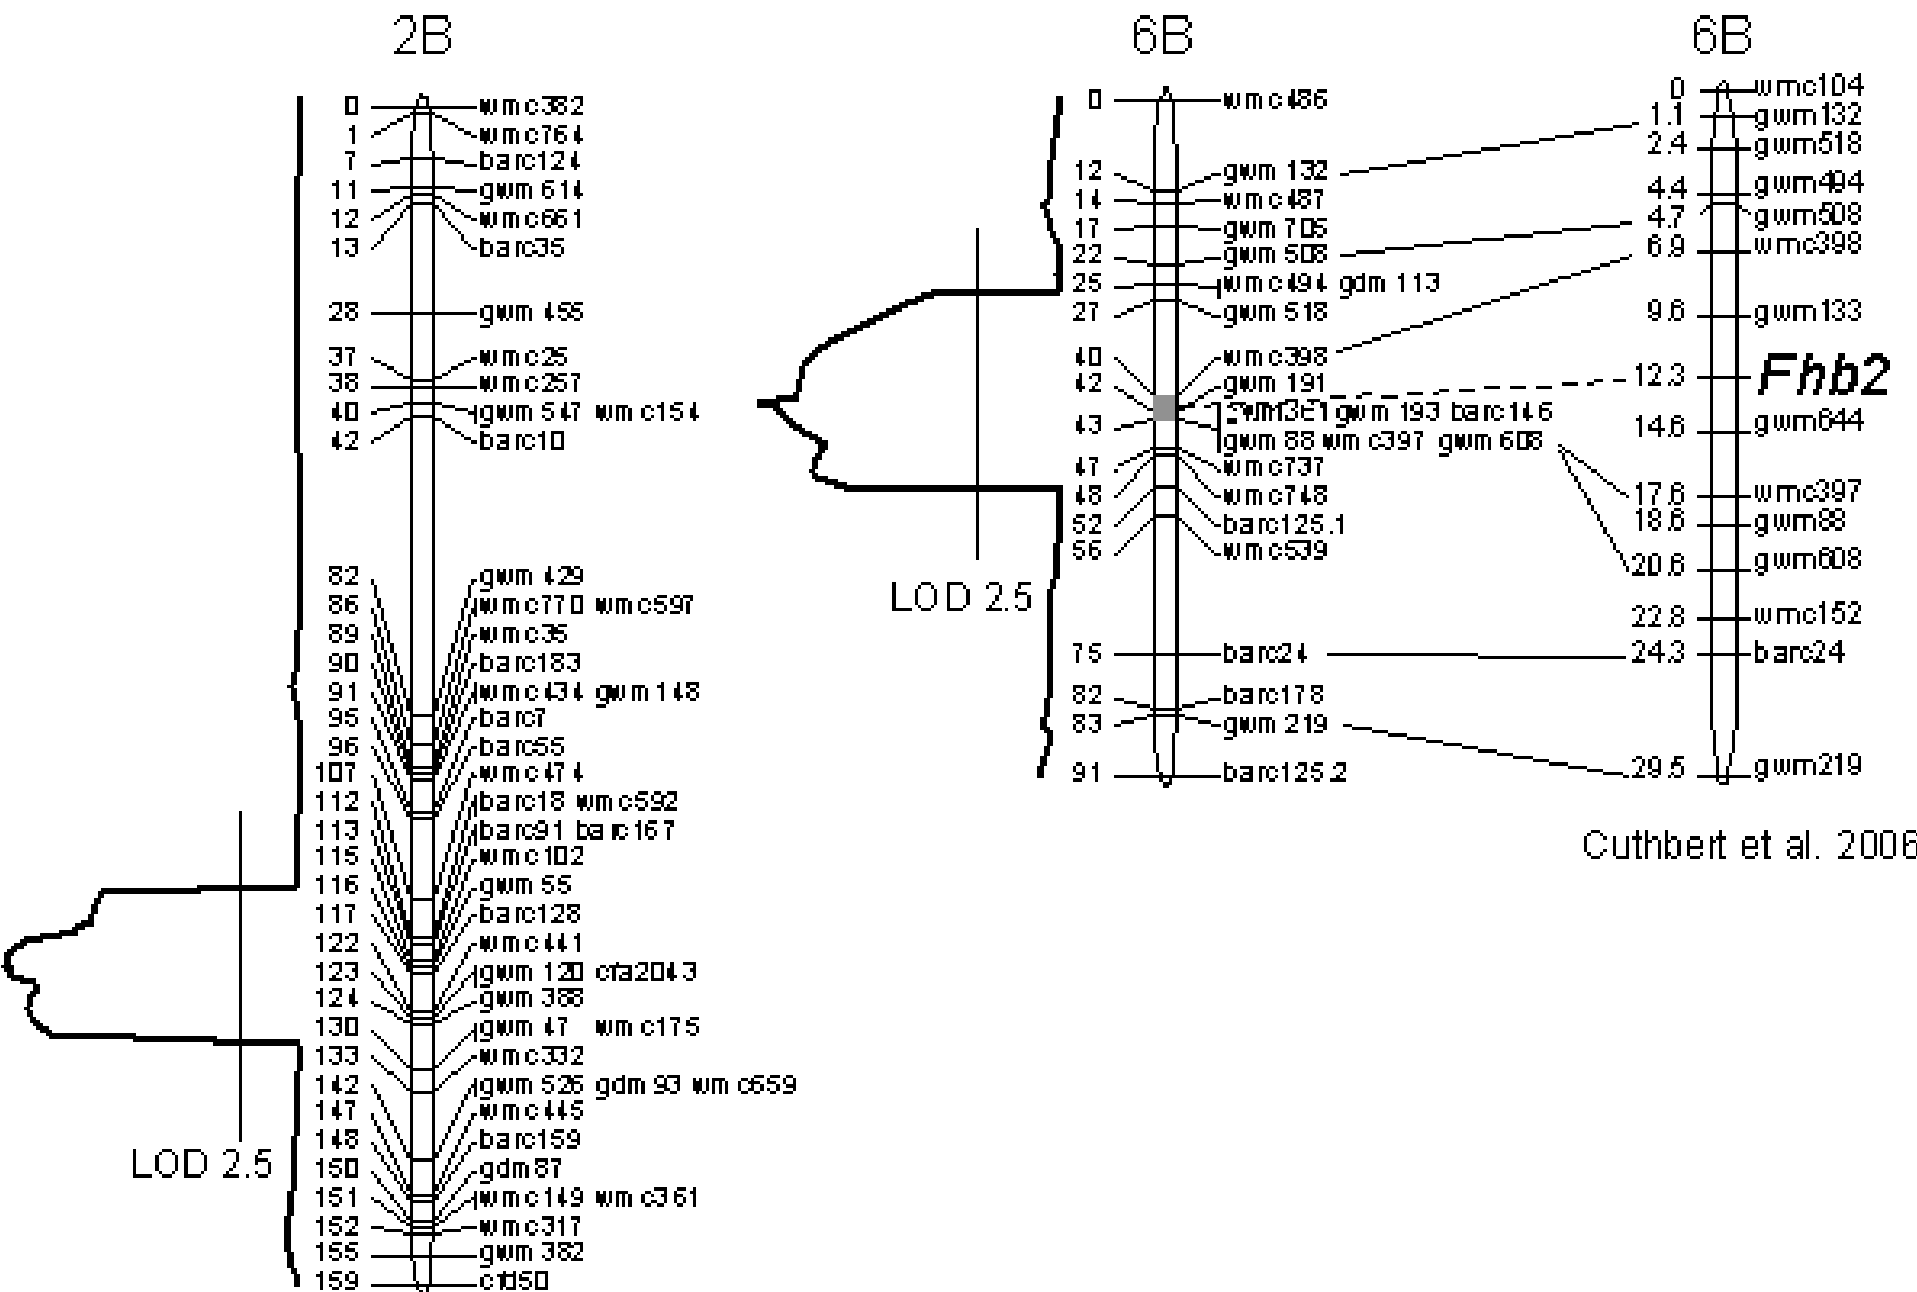 2B
0 wmc382
1 wmc764
7 barc124
11 gwm614
12 wmc661
13 barc35
28 gwm455
37 wmc25
38 wmc257
40 gwm547 wmc154
42 barc10
82 gwm429
86 wmc770 wmc597
89 wmc35
90 barc183
91 wmc434 gwm148
95 barc7
96 barc55
107 wmc474
112 barc18 wmc592
113 barc91 barc167
115 wmc102
116 gwm55
117 barc128
122 wmc441
123 gwm120 cfa2043
124 gwm388
130 gwm47 wmc175
133 wmc332
142 gwm526 gdm93 wmc659
147 wmc445
148 barc159
150 gdm87
151 wmc149 wmc361
152 wmc317
155 gwm382
159 cfd50
LOD 2.5
6B
0 wmc486
12 gwm132
14 wmc487
17 gwm705
22 gwm508
25 wmc494 gdm113
27 gwm518
40 wmc398
42 gwm191
43 gwm193 barc146
gwm88 wmc397 gwm608
47 wmc737
48 wmc748
52 barc125.1
56 wmc539
75 barc24
82 barc178
83 gwm219
91 barc125.2
LOD 2.5
6B
0 wmc104
1.1 gwm132
2.4 gwm518
4.4 gwm494
4.7 gwm508
6.9 wmc398
9.6 gwm133
12.3 Fhb2
14.6 gwm644
17.6 wmc397
18.6 gwm88
20.6 gwm608
22.8 wmc152
24.3 barc24
29.5 gwm219
Cuthbert et al. 2006